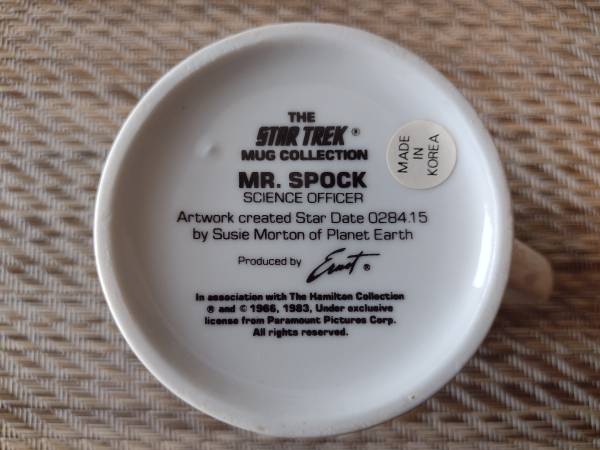 THE
STAR TREK ®
MUG COLLECTION
MR. SPOCK
SCIENCE OFFICER
Artwork created Star Date 0284.15
by Susie Morton of Planet Earth
Produced by Ernst ®
In association with The Hamilton Collection
® and © 1966, 1983, Under exclusive
license from Paramount Pictures Corp.
All rights reserved.
MADE
IN
KOREA